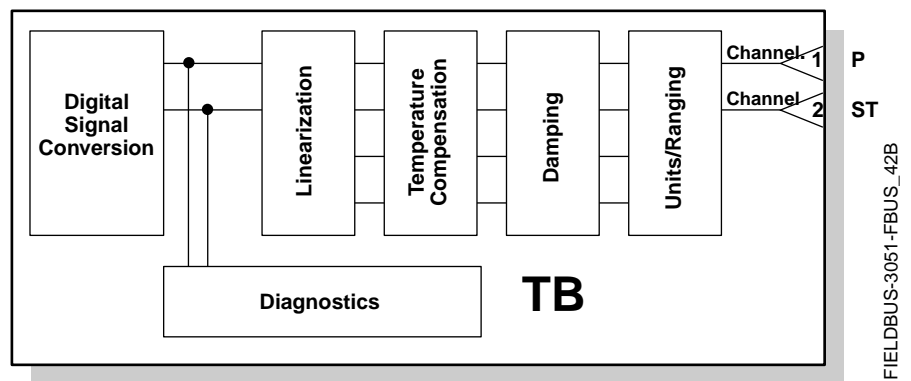 Digital
Signal
Conversion
Linearization
Temperature
Compensation
Damping
Units/Ranging
Channel. 1 P
Channel 2 ST
Diagnostics
TB
FIELDBUS-3051-FBUS_42B